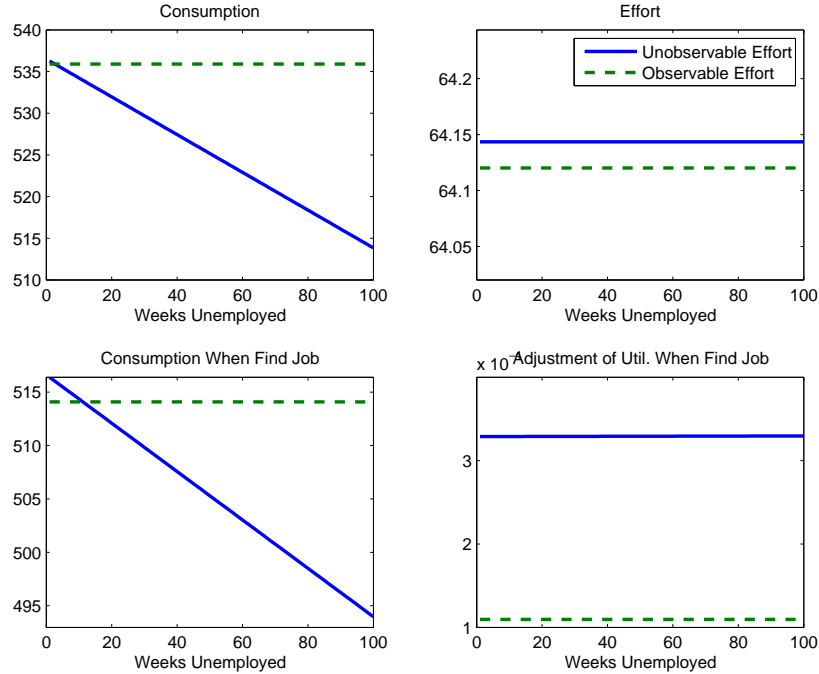 Consumption
540
535
530
525
520
515
510
0 20 40 60 80 100
Weeks Unemployed
Effort
Unobservable Effort
Observable Effort
64.2
64.15
64.1
64.05
0 20 40 60 80 100
Weeks Unemployed
Consumption When Find Job
515
510
505
500
495
0 20 40 60 80 100
Weeks Unemployed
x 10
Adjustment of Util. When Find Job
3
2
1
0 20 40 60 80 100
Weeks Unemployed